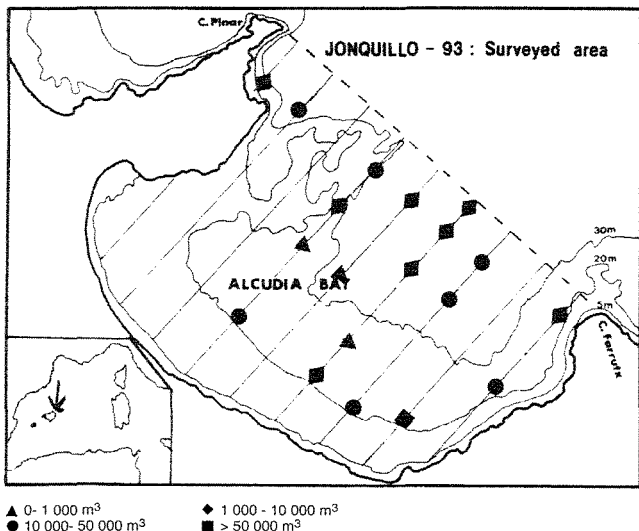 C. Pinar
JONQUILLO - 93 : Surveyed area
30m
20m
ALCUDIA BAY
5m
C. Farrutx
▲ 0- 1 000 m³
◆ 1 000 - 10 000 m³
● 10 000- 50 000 m³
■ > 50 000 m³